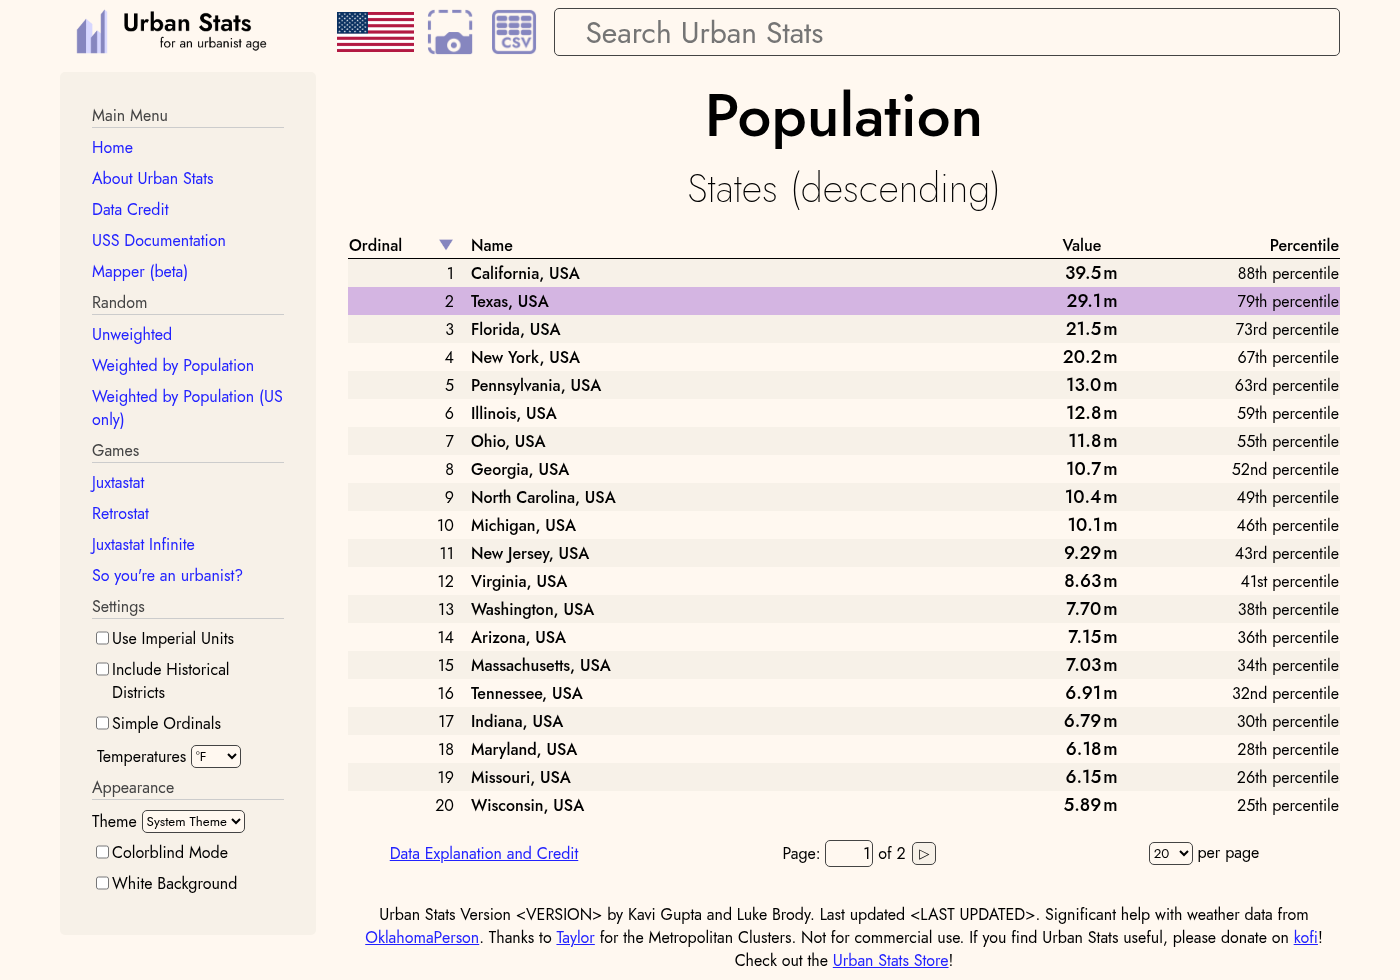 Urban Stats
for an urbanist age
CSV
Search Urban Stats
Main Menu
Home
About Urban Stats
Data Credit
USS Documentation
Mapper (beta)
Random
Unweighted
Weighted by Population
Weighted by Population (US
only)
Games
Juxtastat
Retrostat
Juxtastat Infinite
So you're an urbanist?
Settings
Use Imperial Units
Include Historical
Districts
Simple Ordinals
Temperatures °F
Appearance
Theme System Theme
Colorblind Mode
White Background
Population
States (descending)
Ordinal Name Value Percentile
1 California, USA 39.5m 88th percentile
2 Texas, USA 29.1m 79th percentile
3 Florida, USA 21.5m 73rd percentile
4 New York, USA 20.2m 67th percentile
5 Pennsylvania, USA 13.0m 63rd percentile
6 Illinois, USA 12.8m 59th percentile
7 Ohio, USA 11.8m 55th percentile
8 Georgia, USA 10.7m 52nd percentile
9 North Carolina, USA 10.4m 49th percentile
10 Michigan, USA 10.1m 46th percentile
11 New Jersey, USA 9.29m 43rd percentile
12 Virginia, USA 8.63m 41st percentile
13 Washington, USA 7.70m 38th percentile
14 Arizona, USA 7.15m 36th percentile
15 Massachusetts, USA 7.03m 34th percentile
16 Tennessee, USA 6.91m 32nd percentile
17 Indiana, USA 6.79m 30th percentile
18 Maryland, USA 6.18m 28th percentile
19 Missouri, USA 6.15m 26th percentile
20 Wisconsin, USA 5.89m 25th percentile
Data Explanation and Credit Page: 1 of 2 ▷ 20 per page
Urban Stats Version <VERSION> by Kavi Gupta and Luke Brody. Last updated <LAST UPDATED>. Significant help with weather data from
OklahomaPerson. Thanks to Taylor for the Metropolitan Clusters. Not for commercial use. If you find Urban Stats useful, please donate on kofi!
Check out the Urban Stats Store!